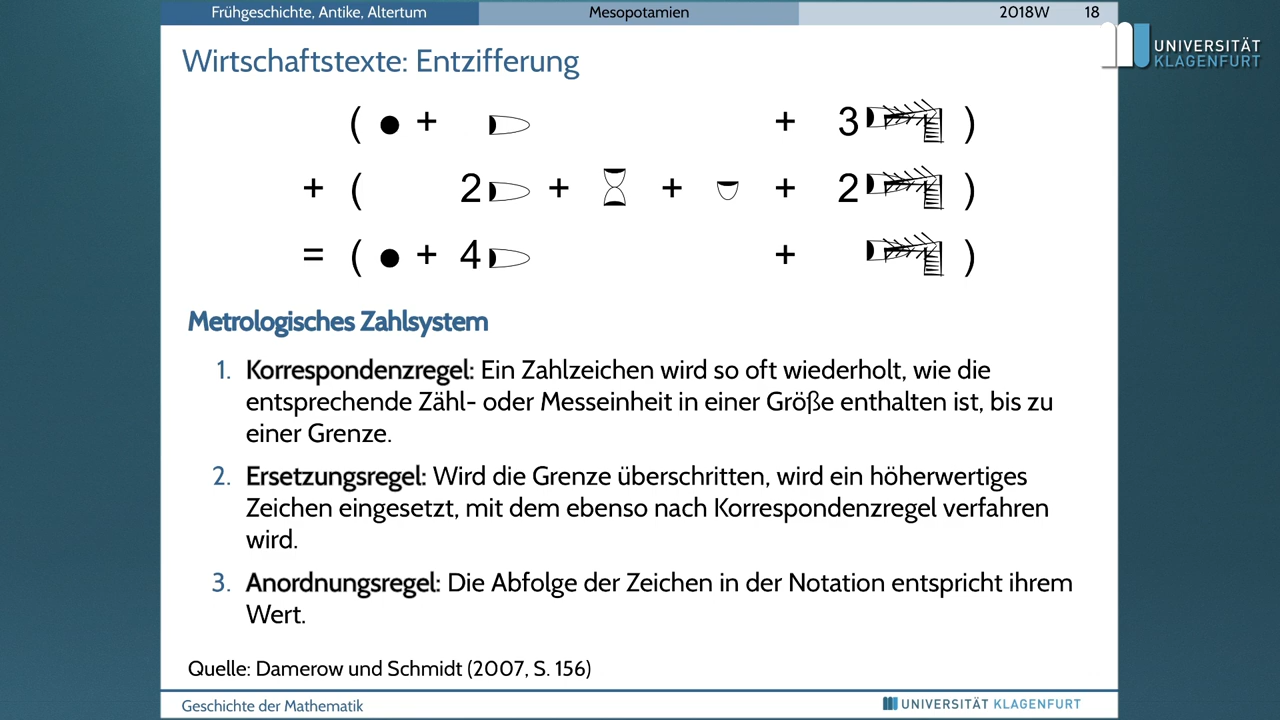 Frühgeschichte, Antike, Altertum Mesopotamien 2018W 18
UNIVERSITÄT
KLAGENFURT
Wirtschaftstexte: Entzifferung
( + + 3 )
+ ( 2 + + + 2 )
= ( + 4 + )
Metrologisches Zahlsystem
1. Korrespondenzregel: Ein Zahlzeichen wird so oft wiederholt, wie die
entsprechende Zähl- oder Messeinheit in einer Größe enthalten ist, bis zu
einer Grenze.
2. Ersetzungsregel: Wird die Grenze überschritten, wird ein höherwertiges
Zeichen eingesetzt, mit dem ebenso nach Korrespondenzregel verfahren
wird.
3. Anordnungsregel: Die Abfolge der Zeichen in der Notation entspricht ihrem
Wert.
Quelle: Damerow und Schmidt (2007, S. 156)
Geschichte der Mathematik UNIVERSITÄT KLAGENFURT